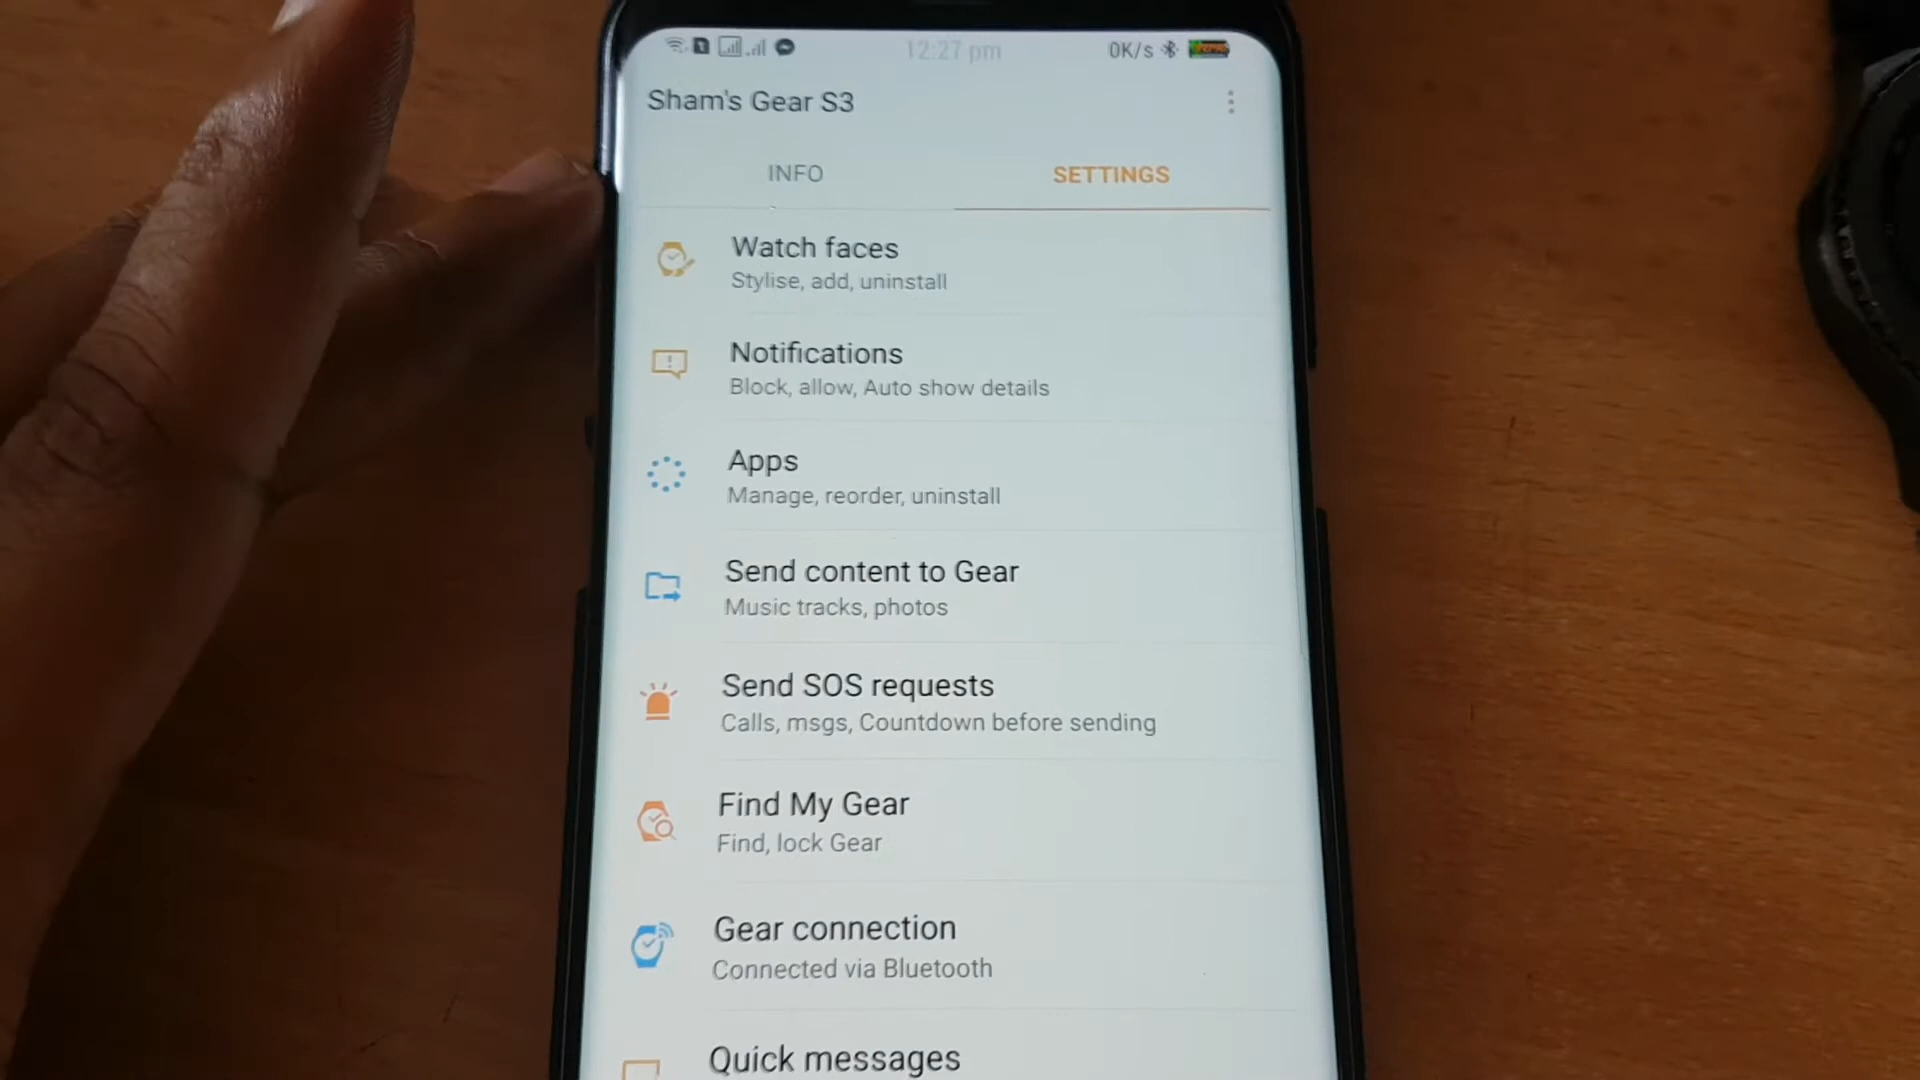 12:27 pm
0K/s
Sham's Gear S3
INFO
SETTINGS
Watch faces
Stylise, add, uninstall
Notifications
Block, allow, Auto show details
Apps
Manage, reorder, uninstall
Send content to Gear
Music tracks, photos
Send SOS requests
Calls, msgs, Countdown before sending
Find My Gear
Find, lock Gear
Gear connection
Connected via Bluetooth
Quick messages